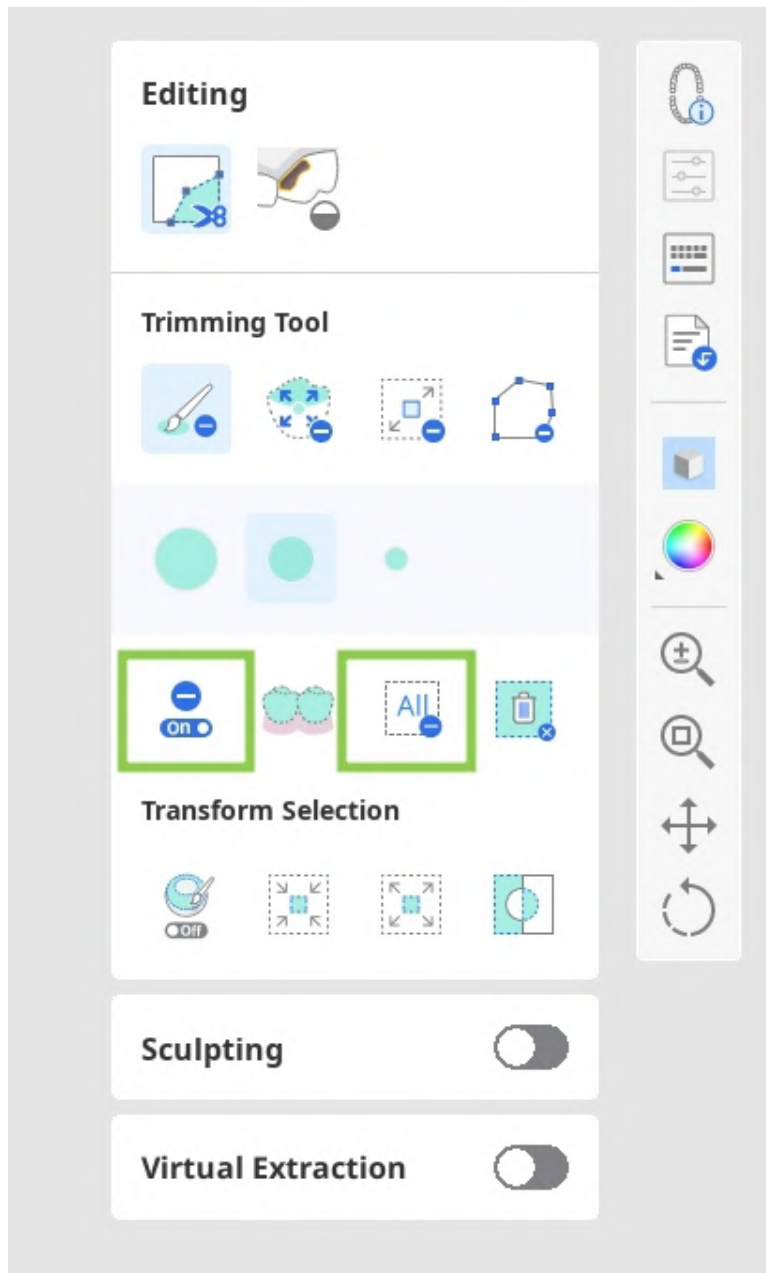 Editing
Trimming Tool
On
All
Transform Selection
Off
Sculpting
Virtual Extraction